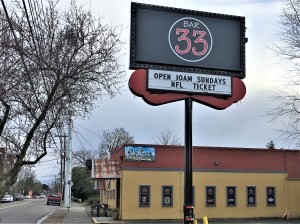 BAR
33
OPEN 10AM SUNDAYS
NFL TICKET